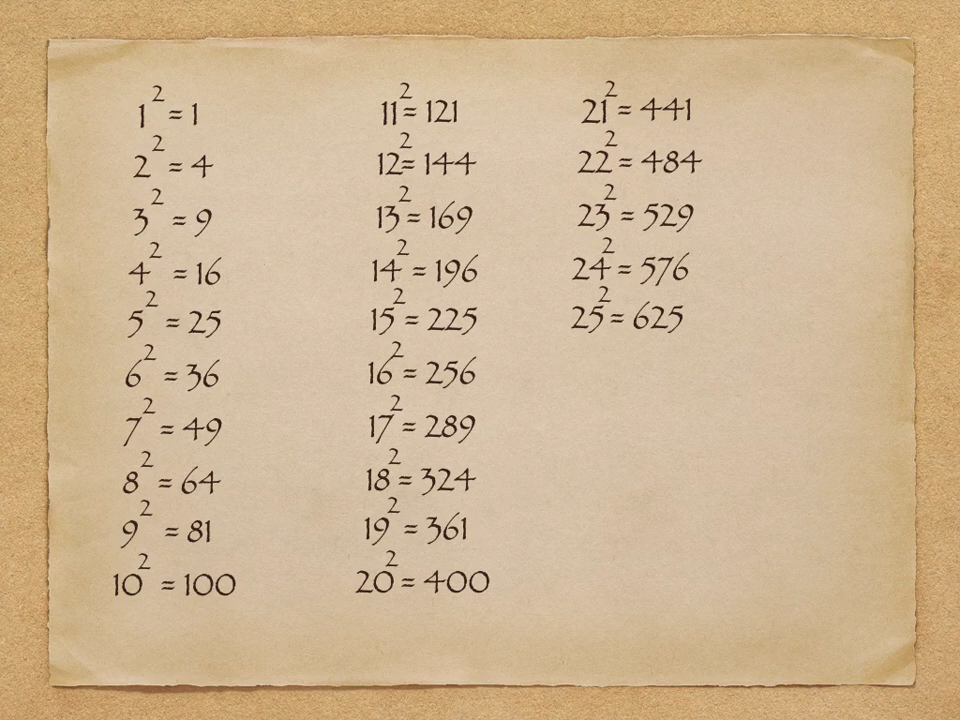 1² = 1
2² = 4
3² = 9
4² = 16
5² = 25
6² = 36
7² = 49
8² = 64
9² = 81
10² = 100
11² = 121
12² = 144
13² = 169
14² = 196
15² = 225
16² = 256
17² = 289
18² = 324
19² = 361
20² = 400
21² = 441
22² = 484
23² = 529
24² = 576
25² = 625